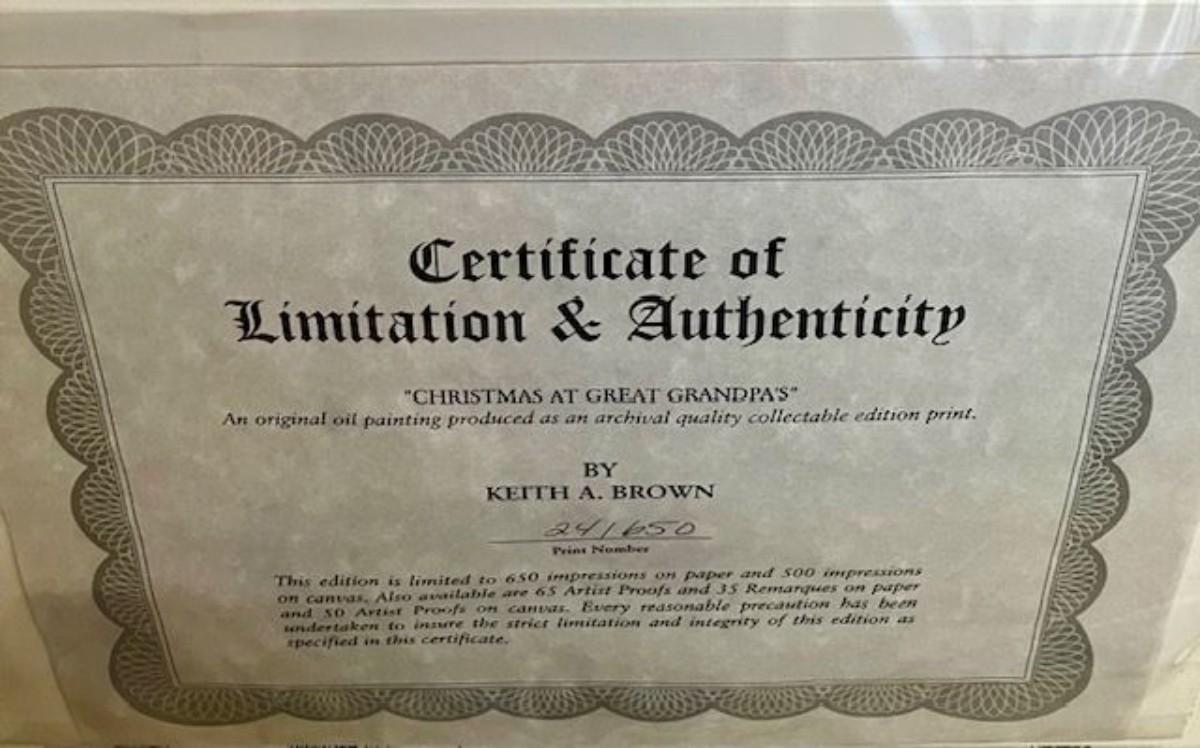 Certificate of
Limitation & Authenticity
"CHRISTMAS AT GREAT GRANDPA'S"
An original oil painting produced as an archival quality collectable edition print.
BY
KEITH A. BROWN
24/650
Print Number
This edition is limited to 650 impressions on paper and 500 impressions
on canvas. Also available are 65 Artist Proofs and 35 Remarques on paper
and 50 Artist Proofs on canvas. Every reasonable precaution has been
undertaken to insure the strict limitation and integrity of this edition as
specified in this certificate.